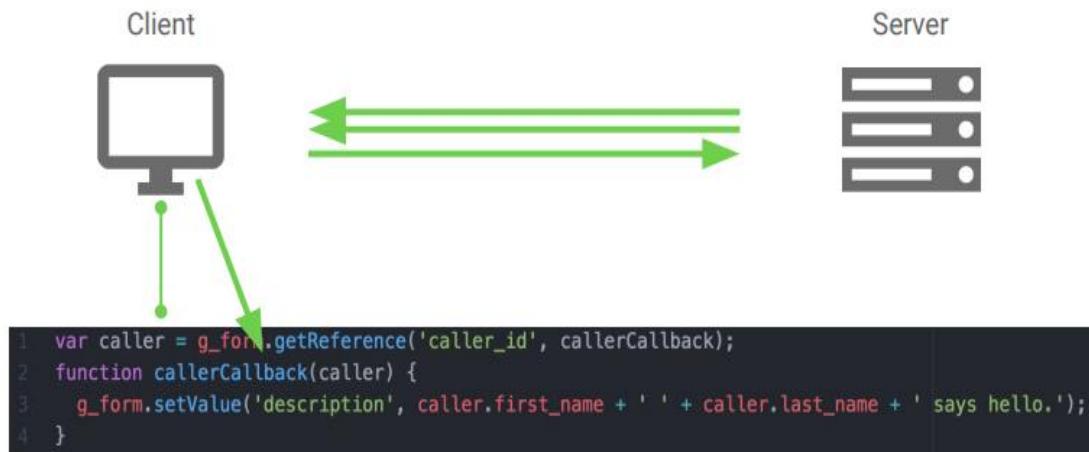 Client
Server
1 var caller = g_form.getReference('caller_id', callerCallback);
2 function callerCallback(caller) {
3 g_form.setValue('description', caller.first_name + ' ' + caller.last_name + ' says hello.');
4 }